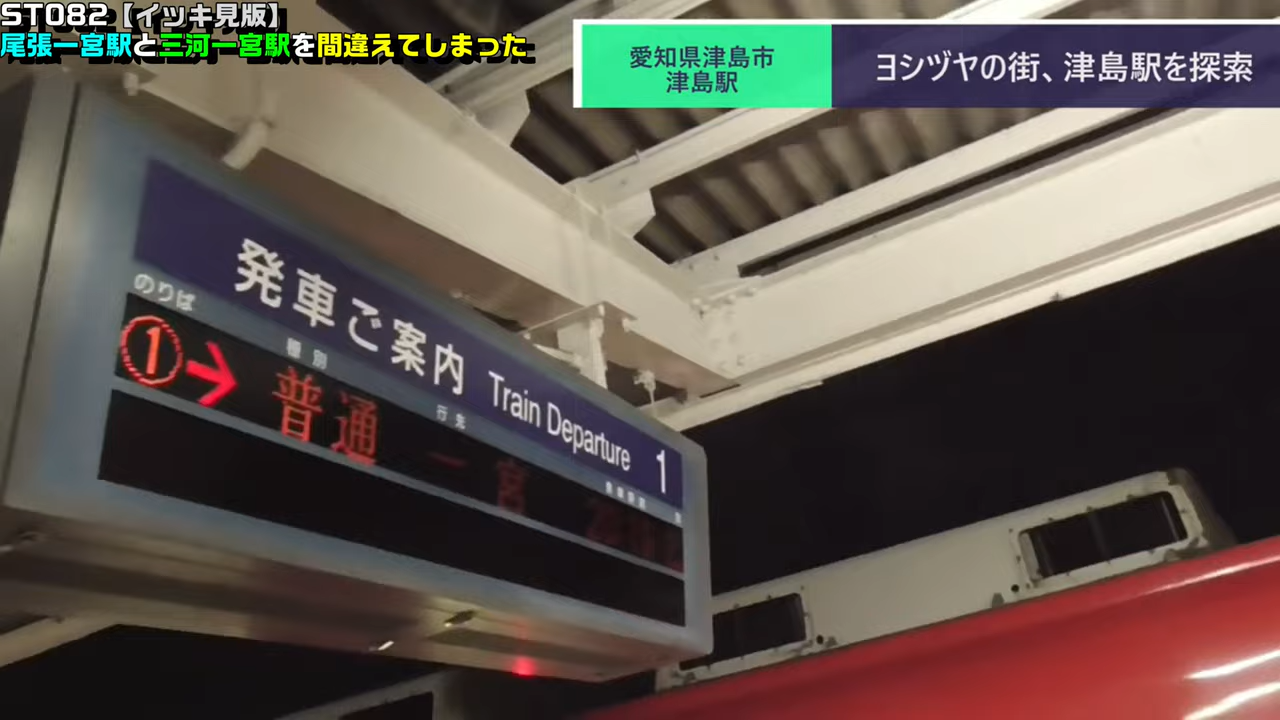 ST082【イッキ見版】
尾張一宮駅と三河一宮駅を間違えてしまった
愛知県津島市
津島駅
ヨシヅヤの街、津島駅を探索
発車ご案内 Train Departure 1
のりば
種別
行先
①→ 普通 一宮